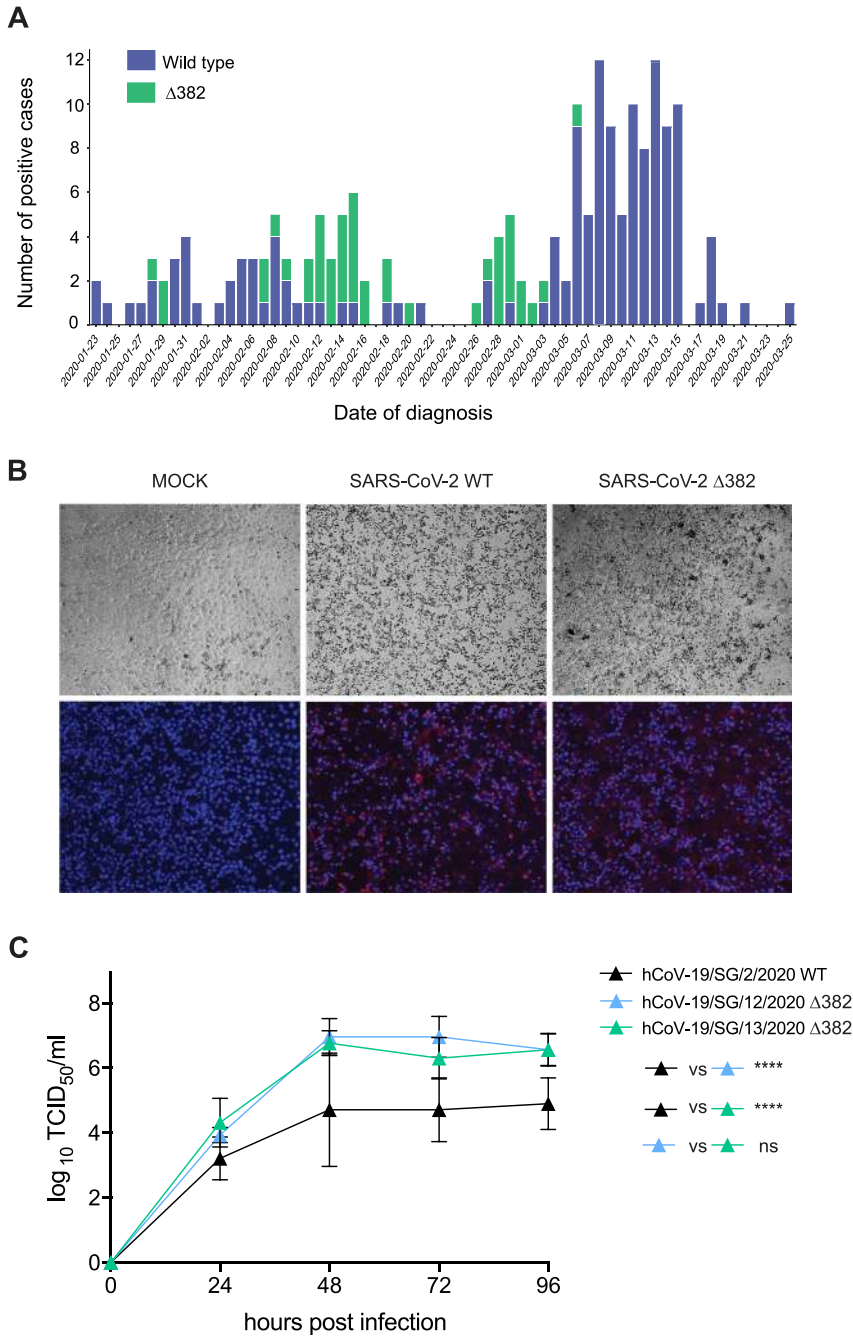 A
Number of positive cases
12
10
8
6
4
2
0
Wild type
Δ382
2020-01-23
2020-01-25
2020-01-27
2020-01-29
2020-01-31
2020-02-02
2020-02-04
2020-02-06
2020-02-08
2020-02-10
2020-02-12
2020-02-14
2020-02-16
2020-02-18
2020-02-20
2020-02-22
2020-02-24
2020-02-26
2020-02-28
2020-03-01
2020-03-03
2020-03-05
2020-03-07
2020-03-09
2020-03-11
2020-03-13
2020-03-15
2020-03-17
2020-03-19
2020-03-21
2020-03-23
2020-03-25
Date of diagnosis
B
MOCK SARS-CoV-2 WT SARS-CoV-2 Δ382
C
log 10 TCID50/ml
8
6
4
2
0
0 24 48 72 96
hours post infection
hCoV-19/SG/2/2020 WT
hCoV-19/SG/12/2020 Δ382
hCoV-19/SG/13/2020 Δ382
vs ****
vs ****
vs ns